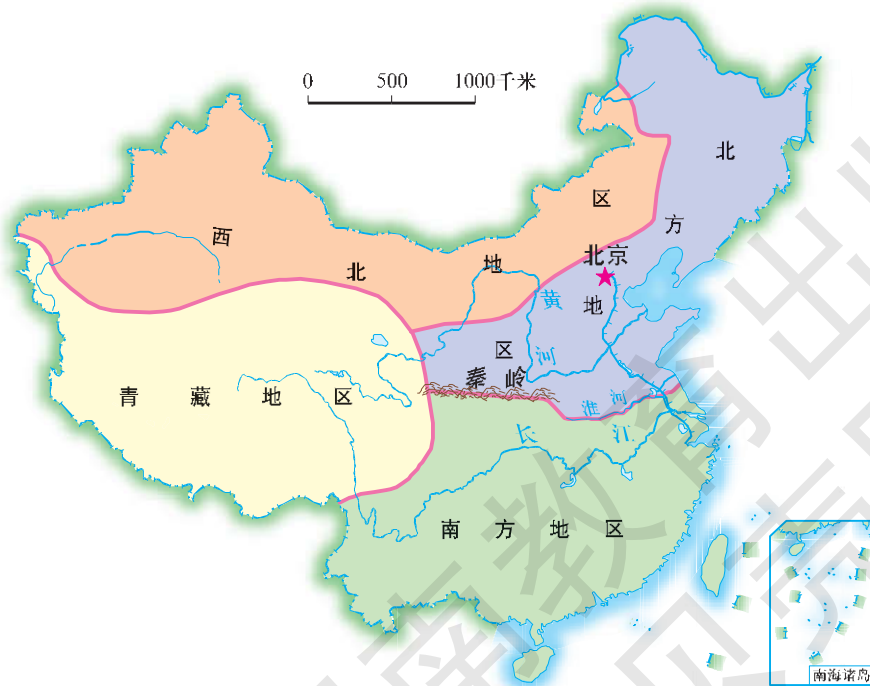 0 500 1000千米
西北地区
北方地区
北京
黄河
秦岭
淮河
青藏地区
长江
南方地区
南海诸岛